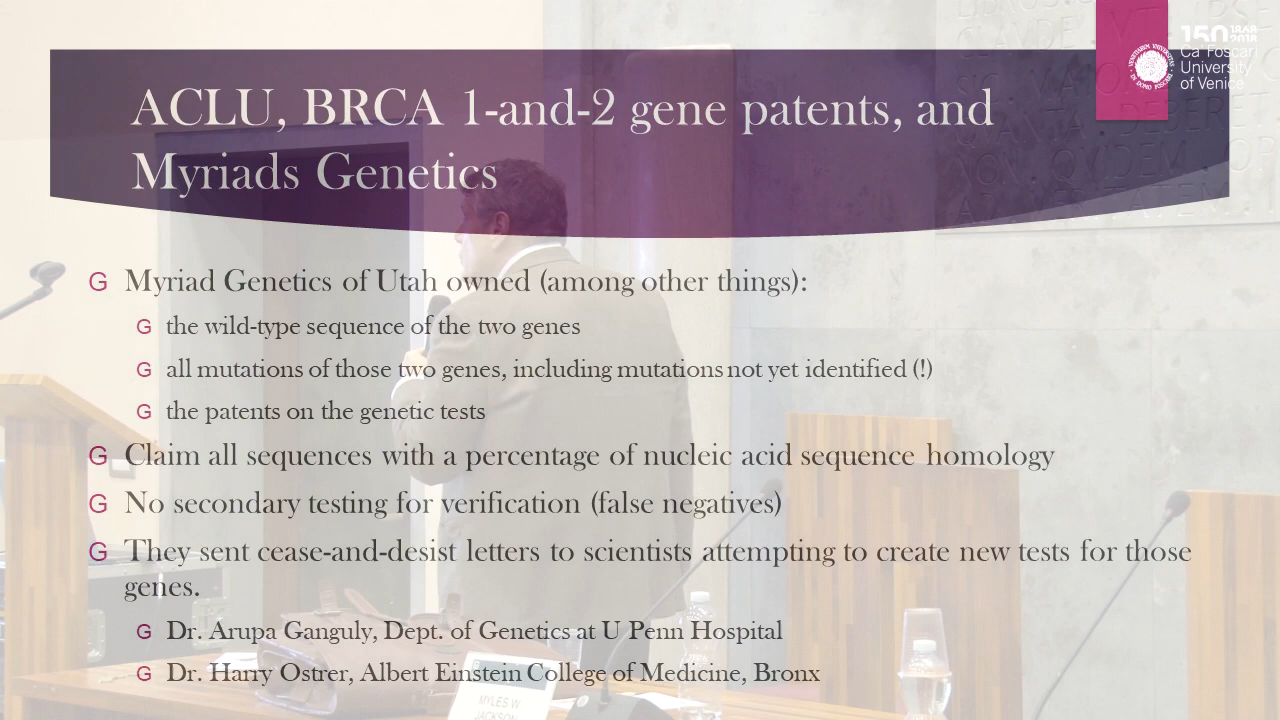 150 1868 2018
Ca' Foscari
University
of Venice
ACLU, BRCA 1-and-2 gene patents, and
Myriads Genetics
G Myriad Genetics of Utah owned (among other things):
G the wild-type sequence of the two genes
G all mutations of those two genes, including mutations not yet identified (!)
G the patents on the genetic tests
G Claim all sequences with a percentage of nucleic acid sequence homology
G No secondary testing for verification (false negatives)
G They sent cease-and-desist letters to scientists attempting to create new tests for those
genes.
G Dr. Arupa Ganguly, Dept. of Genetics at U Penn Hospital
G Dr. Harry Ostrer, Albert Einstein College of Medicine, Bronx
MYLES W.
JACKSON